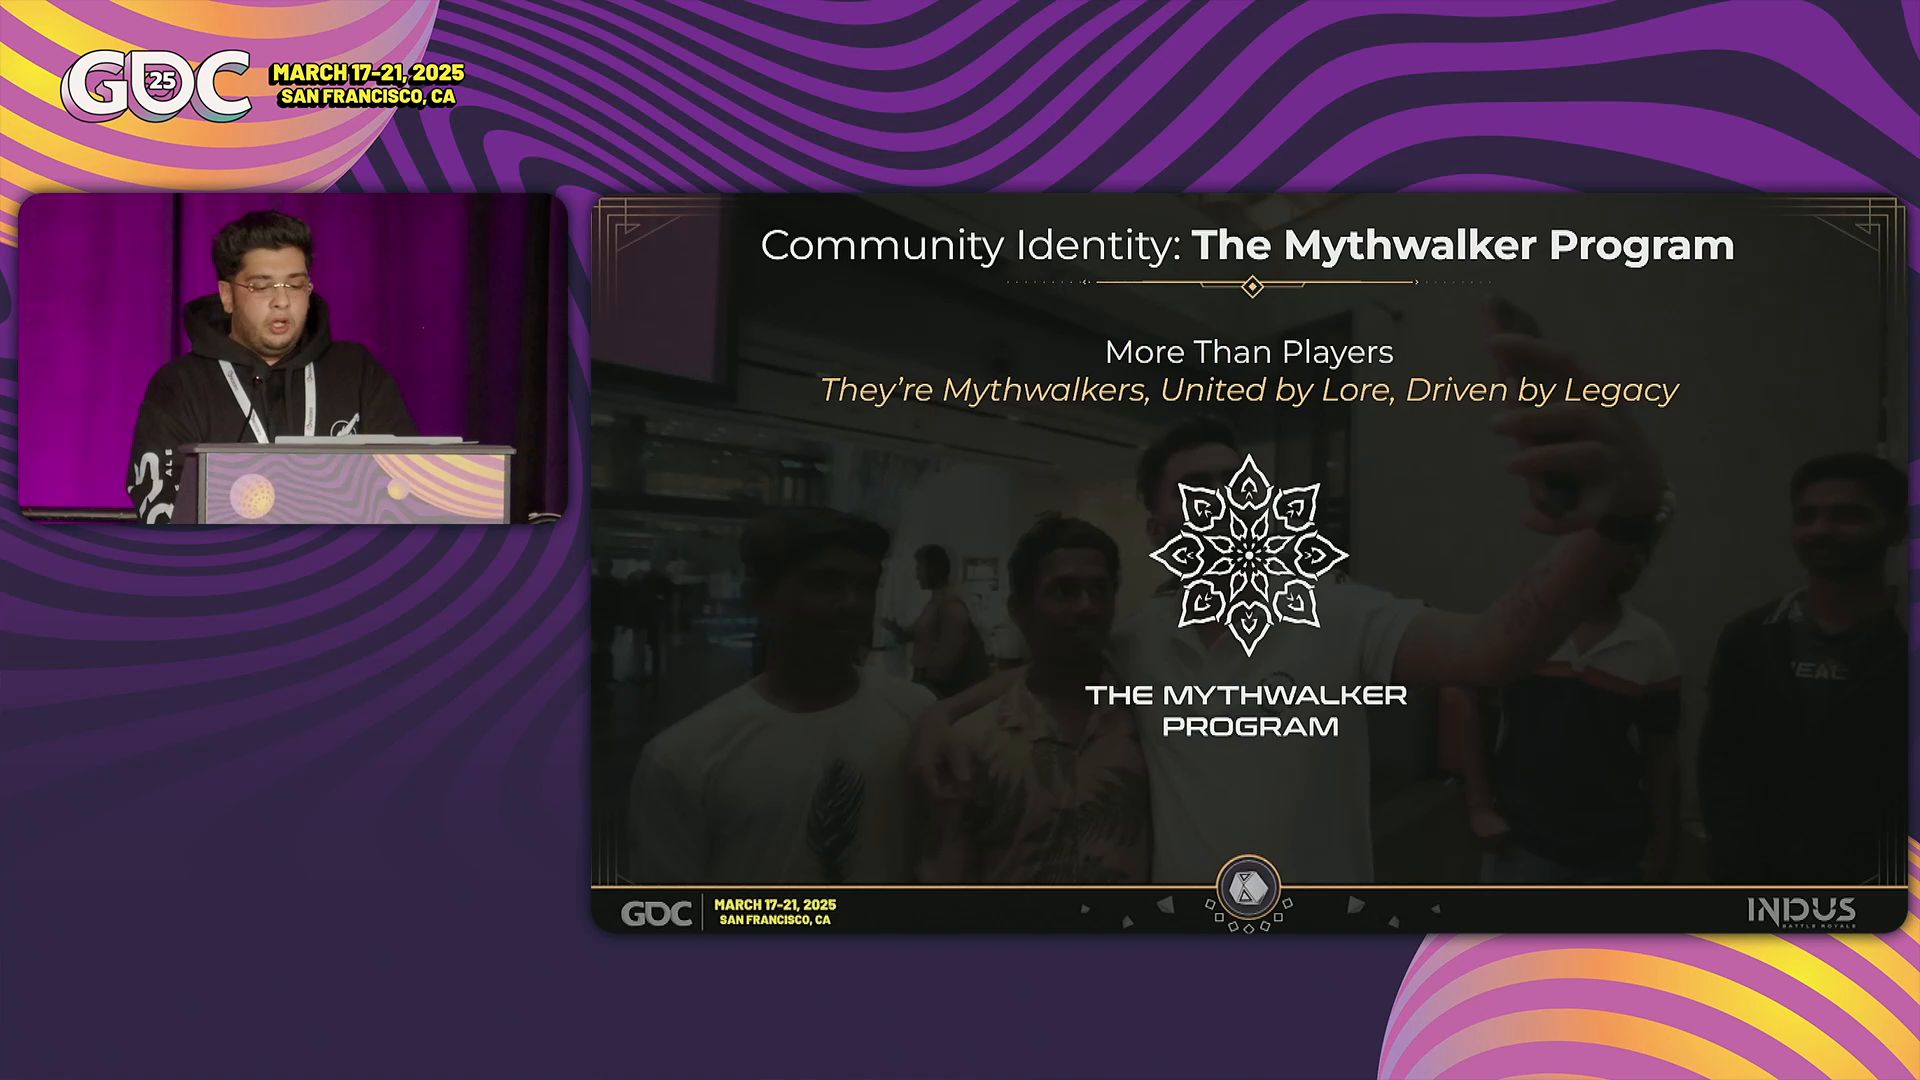 GDC
'25
MARCH 17-21, 2025
SAN FRANCISCO, CA
Community Identity: The Mythwalker Program
More Than Players
They're Mythwalkers, United by Lore, Driven by Legacy
THE MYTHWALKER
PROGRAM
GDC
MARCH 17-21, 2025
SAN FRANCISCO, CA
INDUS
BATTLE ROYALE